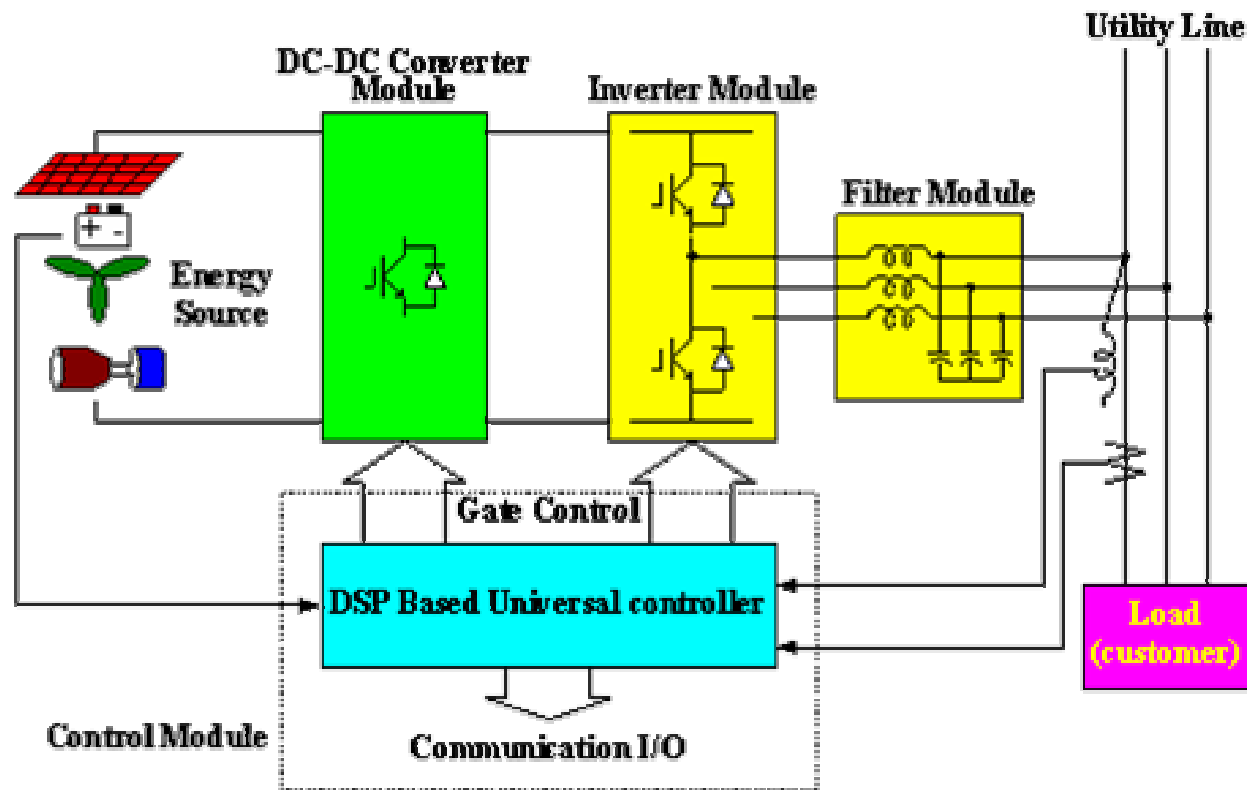 Utility Line
DC-DC Converter
Module
Inverter Module
Filter Module
+ -
Energy
Source
Gate Control
DSP Based Universal controller
Load
(customer)
Control Module
Communication I/O